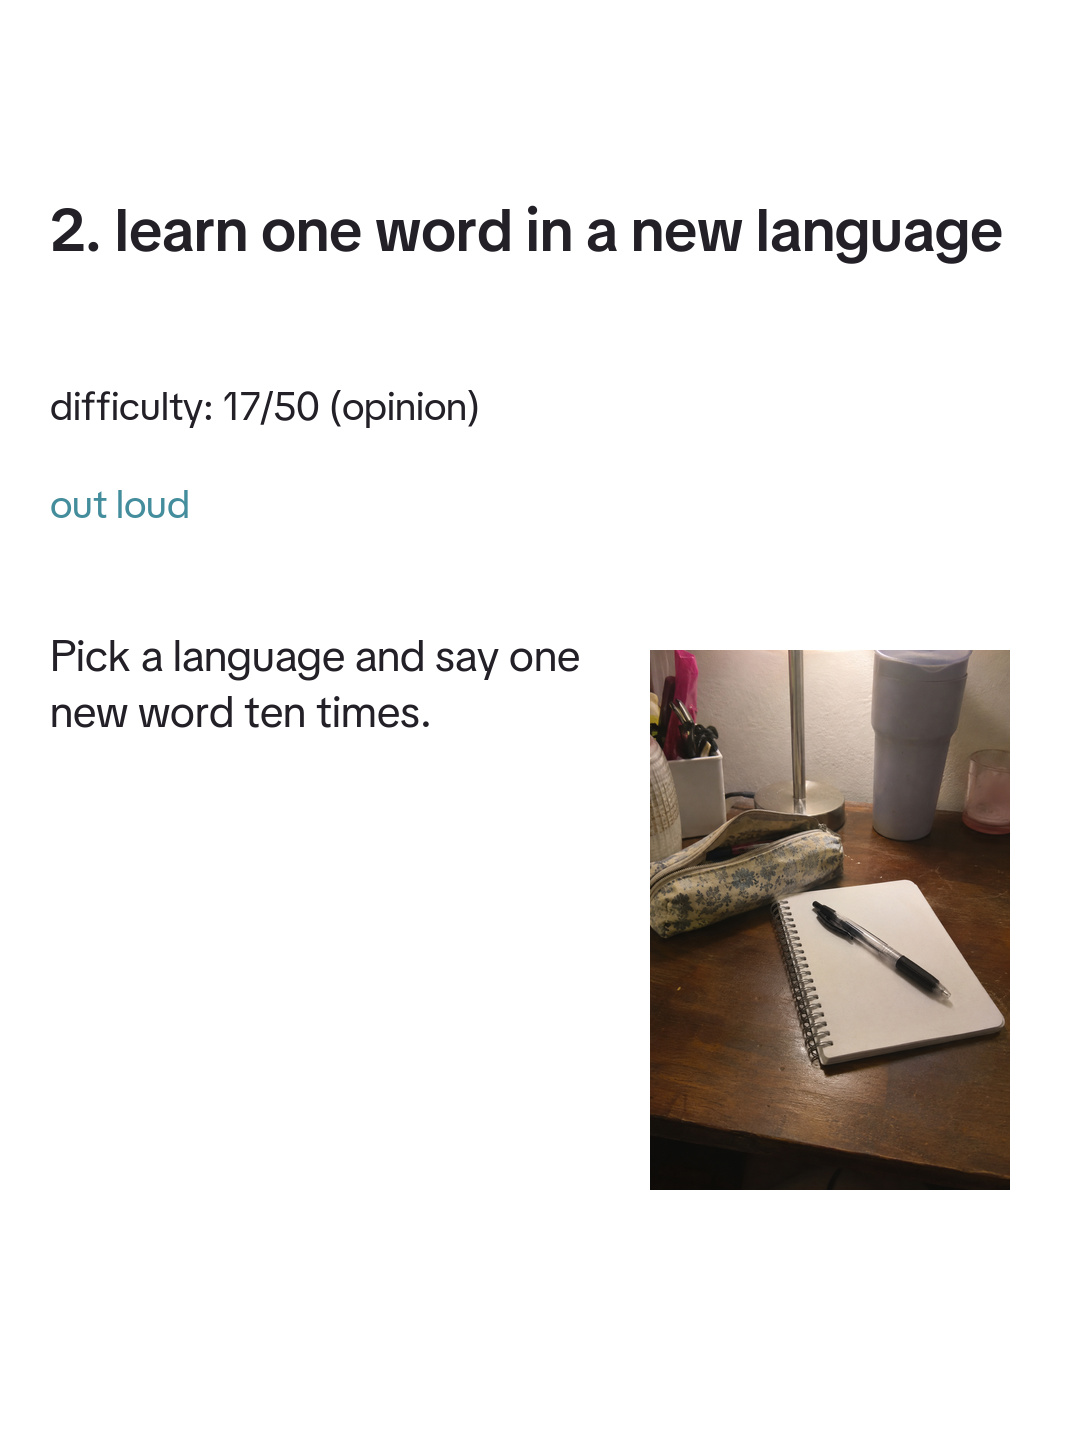 2. learn one word in a new language
difficulty: 17/50 (opinion)
out loud
Pick a language and say one
new word ten times.